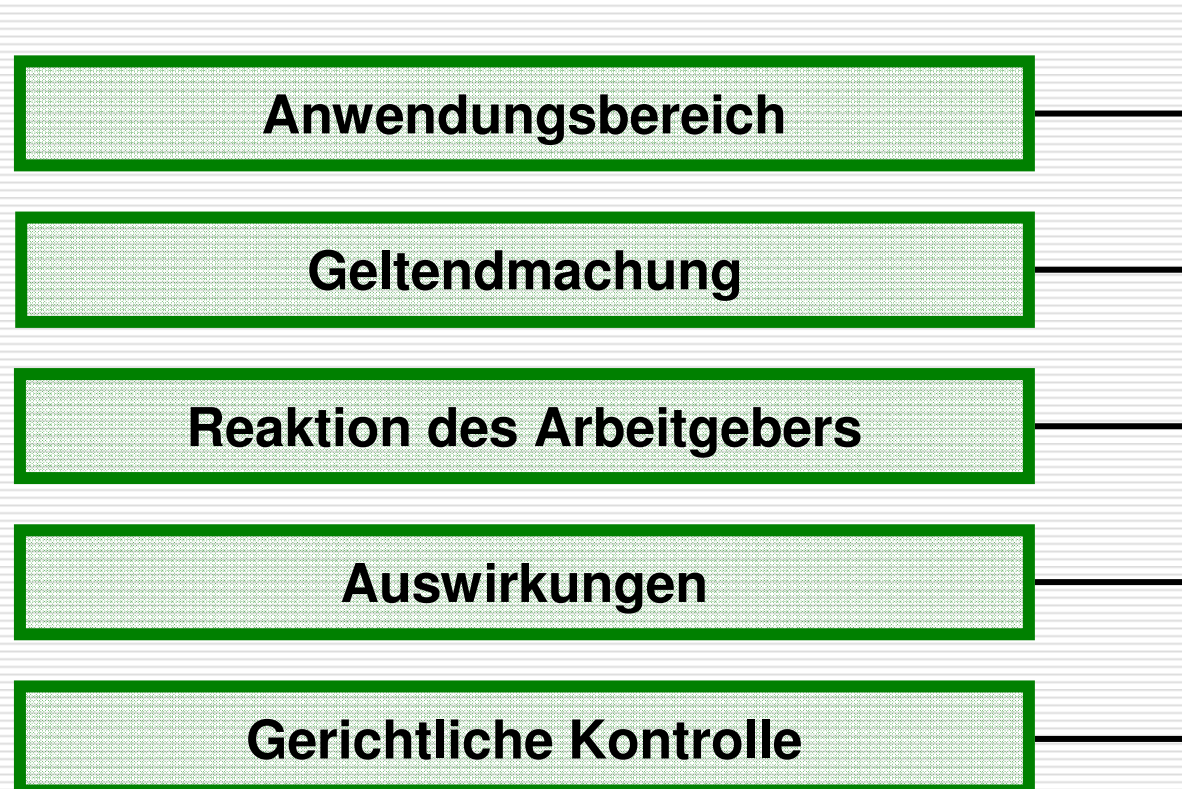 Anwendungsbereich
Geltendmachung
Reaktion des Arbeitgebers
Auswirkungen
Gerichtliche Kontrolle